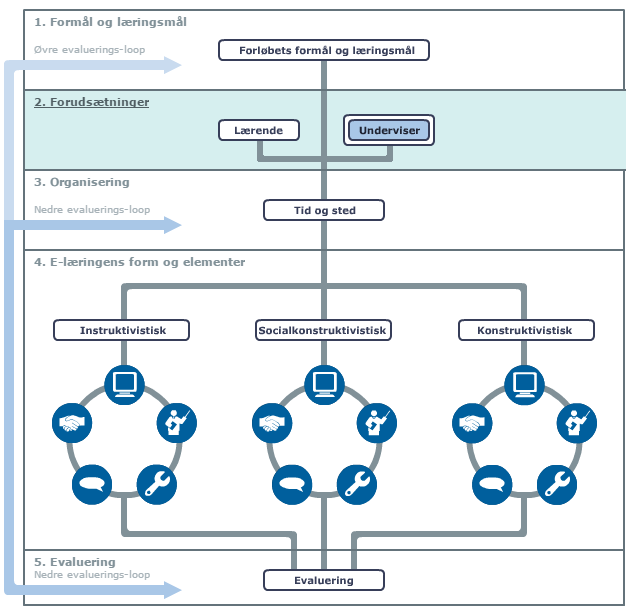 1. Formål og læringsmål
Øvre evaluerings-loop
Forløbets formål og læringsmål
2. Forudsætninger
Lærende
Underviser
3. Organisering
Nedre evaluerings-loop
Tid og sted
4. E-læringens form og elementer
Instruktivistisk
Socialkonstruktivistisk
Konstruktivistisk
5. Evaluering
Nedre evaluerings-loop
Evaluering